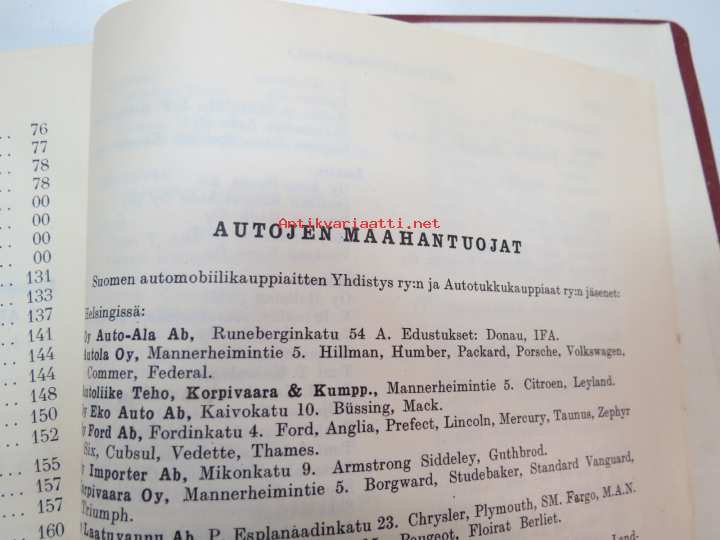 76
77
78
78
00
00
00
00
131
133
137
141
144
144
148
150
152
155
157
157
160
Antikvariaatti.net
AUTOJEN MAAHANTUOJAT
Suomen automobiilikauppiaitten Yhdistys ry:n ja Autotukkukauppiaat ry:n jäsenet:
Helsingissä:
Oy Auto-Ala Ab, Runeberginkatu 54 A. Edustukset: Donau, IFA.
Autola Oy, Mannerheimintie 5. Hillman, Humber, Packard, Porsche, Volkswagen,
Commer, Federal.
Autoliike Teho, Korpivaara & Kumpp., Mannerheimintie 5. Citroen, Leyland.
Oy Eko Auto Ab, Kaivokatu 10. Büssing, Mack.
Oy Ford Ab, Fordinkatu 4. Ford, Anglia, Prefect, Lincoln, Mercury, Taunus, Zephyr
Six, Cubsul, Vedette, Thames.
Importer Ab, Mikonkatu 9. Armstrong Siddeley, Guthbrod.
Korpivaara Oy, Mannerheimintie 5. Borgward, Studebaker, Standard Vanguard,
Triumph.
Laatuvaunu Ab, P. Esplanaadinkatu 23. Chrysler, Plymouth, SM. Fargo, M.A.N.
Peugeot, Floirat Berliet.
Land-